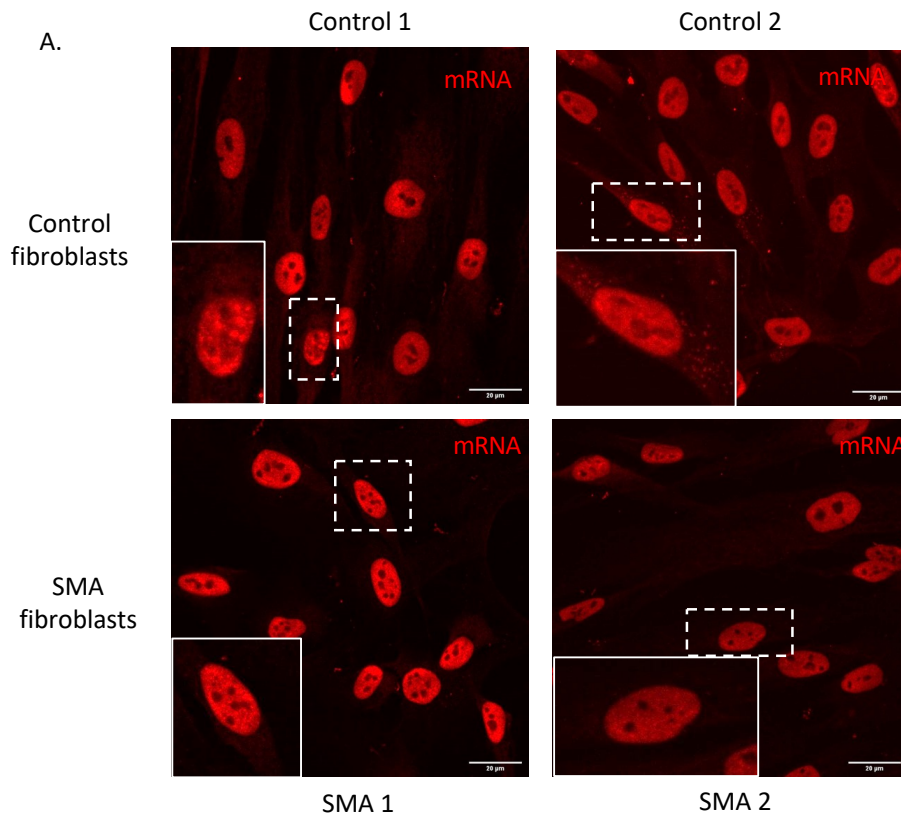 A.
Control 1
Control 2
mRNA
mRNA
Control
fibroblasts
20 µm
20 µm
mRNA
mRNA
SMA
fibroblasts
20 µm
20 µm
SMA 1
SMA 2